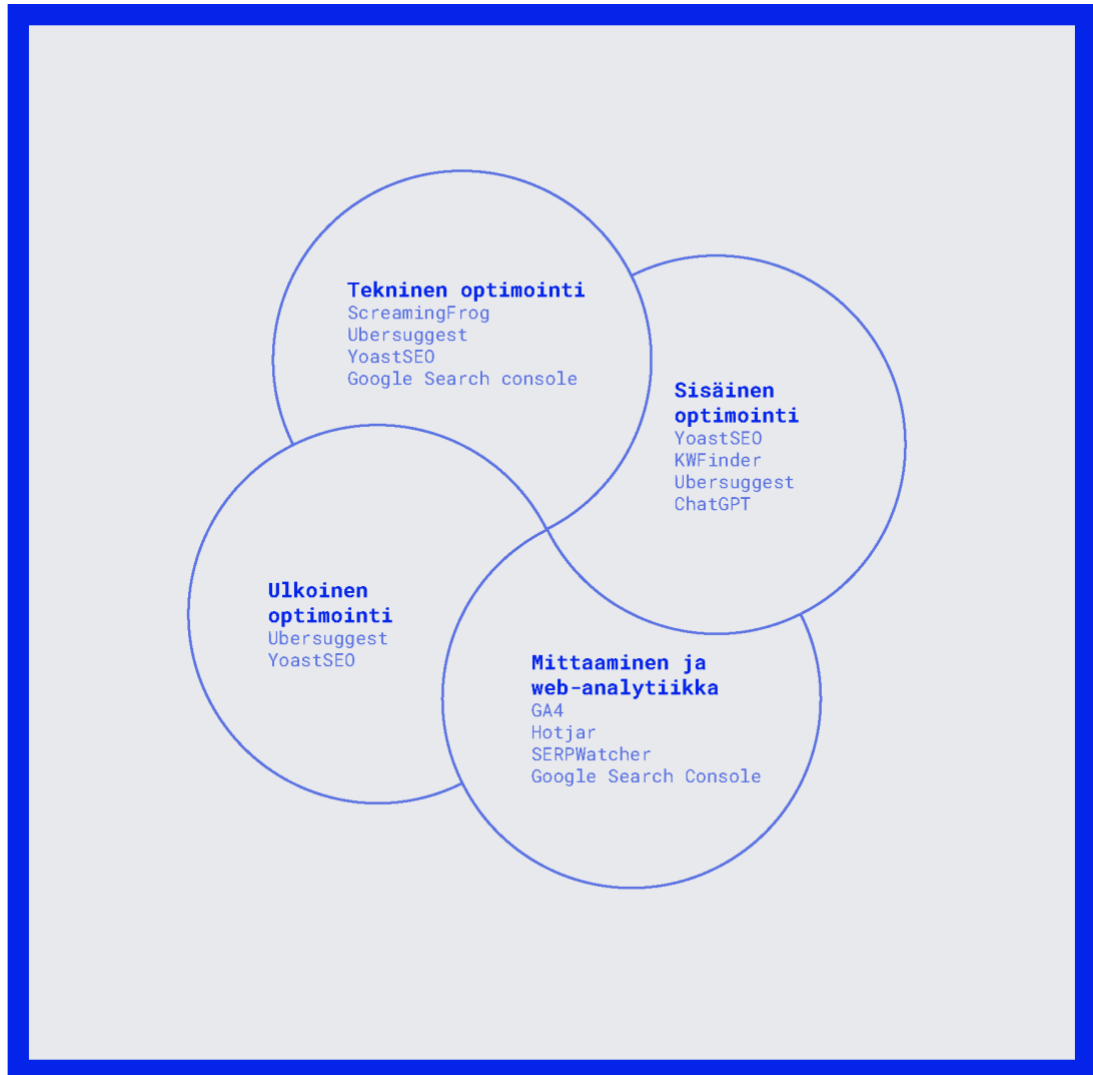 Tekninen optimointi
ScreamingFrog
Ubersuggest
YoastSEO
Google Search console
Sisäinen
optimointi
YoastSEO
KWFinder
Ubersuggest
ChatGPT
Ulkoinen
optimointi
Ubersuggest
YoastSEO
Mittaaminen ja
web-analytiikka
GA4
Hotjar
SERPWatcher
Google Search Console